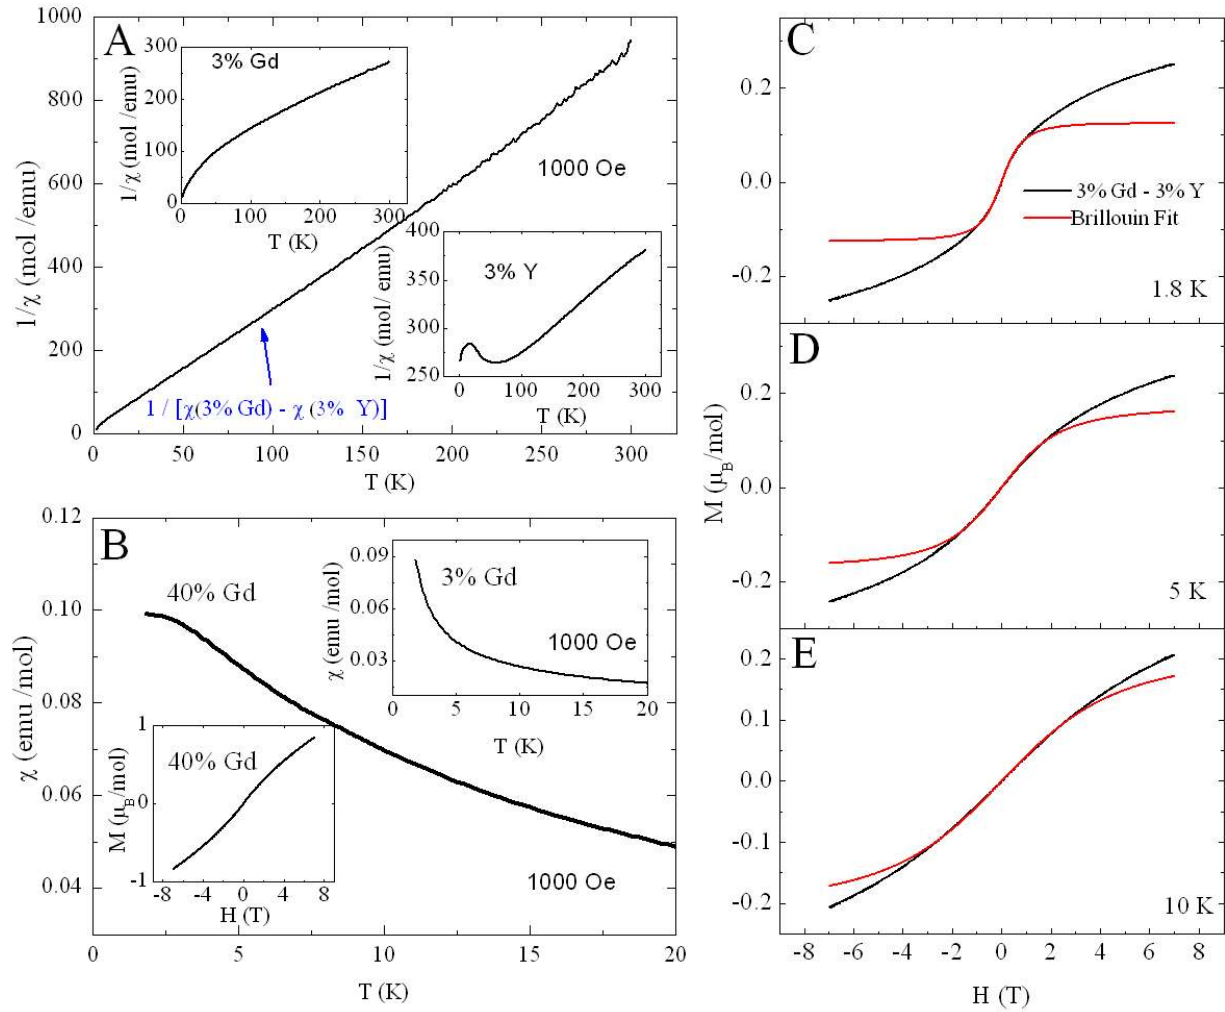 A
1000
800
600
400
200
0
1/χ (mol /emu)
0 50 100 150 200 250 300
T (K)
1000 Oe
1 / [χ(3% Gd) - χ (3% Y)]
3% Gd
300
200
100
0
1/χ (mol /emu)
0 100 200 300
T (K)
3% Y
400
375
350
325
300
275
250
1/χ (mol/ emu)
0 100 200 300
T (K)
B
0.12
0.10
0.08
0.06
0.04
χ (emu /mol)
0 5 10 15 20
T (K)
40% Gd
1000 Oe
3% Gd
1000 Oe
0.09
0.06
0.03
χ (emu /mol)
0 5 10 15 20
T (K)
40% Gd
1
0
-1
M (μB/mol)
-8 -4 0 4 8
H (T)
C
0.2
0.0
-0.2
3% Gd - 3% Y
Brillouin Fit
1.8 K
D
0.2
0.0
-0.2
M (μB/mol)
5 K
E
0.2
0.1
0.0
-0.1
-0.2
10 K
-8 -6 -4 -2 0 2 4 6 8
H (T)